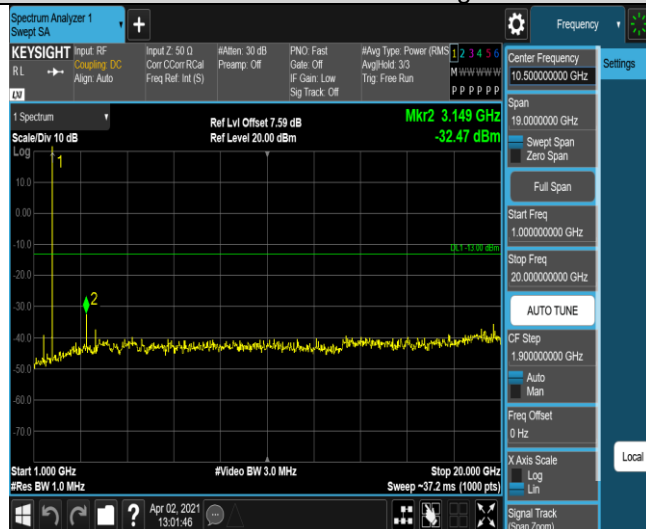 Spectrum Analyzer 1
Swept SA
Frequency
KEYSIGHT
RL
LXI
Input: RF
Coupling: DC
Align: Auto
Input Z: 50 Ω
Corr CCorr RCal
Freq Ref: Int (S)
#Atten: 30 dB
Preamp: Off
PNO: Fast
Gate: Off
IF Gain: Low
Sig Track: Off
#Avg Type: Power (RMS
Avg|Hold: 3/3
Trig: Free Run
1 2 3 4 5 6
M W W W W W
P P P P P P
1 Spectrum
Scale/Div 10 dB
Log
Ref Lvl Offset 7.59 dB
Ref Level 20.00 dBm
Mkr2 3.149 GHz
-32.47 dBm
1
10.0
0.00
-10.0
DL1 -13.00 dBm
-20.0
2
-30.0
-40.0
-50.0
-60.0
-70.0
Start 1.000 GHz
#Res BW 1.0 MHz
#Video BW 3.0 MHz
Stop 20.000 GHz
Sweep ~37.2 ms (1000 pts)
Apr 02, 2021
13:01:46
?
Center Frequency
10.500000000 GHz
Settings
Span
19.0000000 GHz
Swept Span
Zero Span
Full Span
Start Freq
1.000000000 GHz
Stop Freq
20.000000000 GHz
AUTO TUNE
CF Step
1.900000000 GHz
Auto
Man
Freq Offset
0 Hz
X Axis Scale
Log
Lin
Local
Signal Track
(Span Zoom)